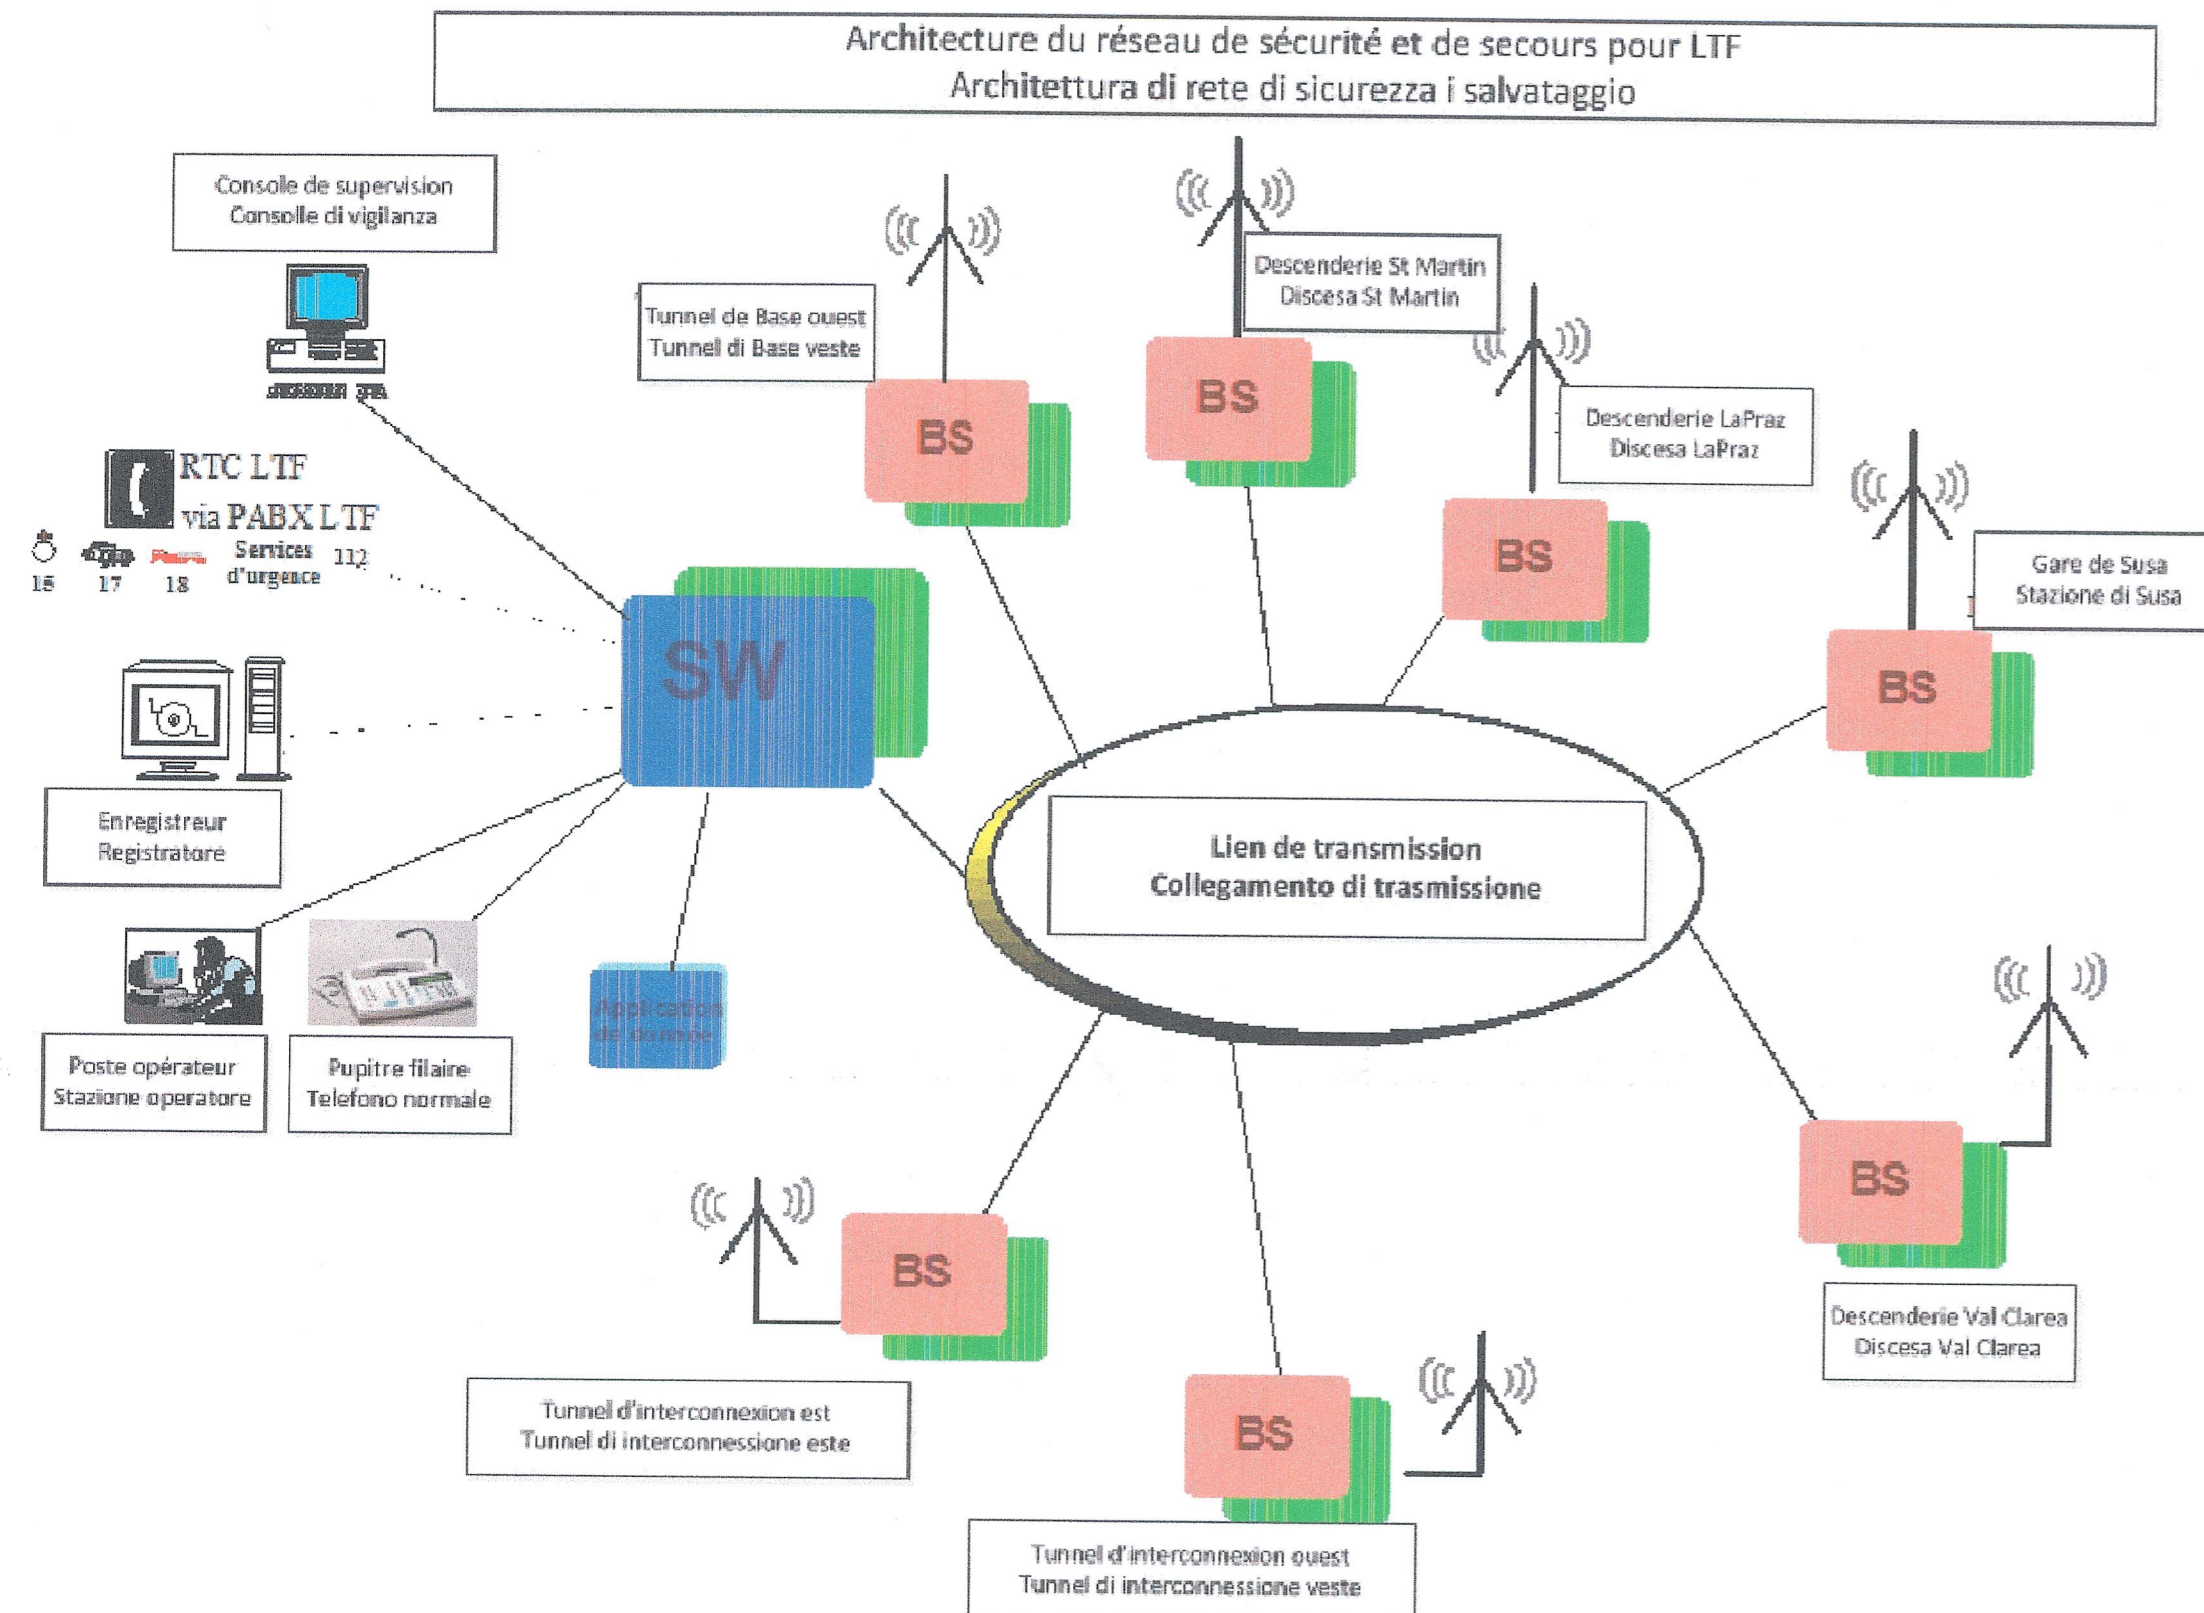 Architecture du réseau de sécurité et de secours pour LTF
Architettura di rete di sicurezza i salvataggio
Console de supervision
Consolle di vigilanza
RTC LTF
via PABX LTF
Services
d'urgence
112
15
17
18
Enregistreur
Registratore
Poste opérateur
Stazione operatore
Pupitre filaire
Telefono normale
SW
Application
Tunnel de Base ouest
Tunnel di Base veste
BS
Descenderie St Martin
Discesa St Martin
BS
Descenderie LaPraz
Discesa LaPraz
BS
Gare de Susa
Stazione di Susa
BS
Lien de transmission
Collegamento di trasmissione
BS
Descenderie Val Clarea
Discesa Val Clarea
BS
Tunnel d'interconnexion est
Tunnel di interconnessione este
BS
Tunnel d'interconnexion ouest
Tunnel di interconnessione veste